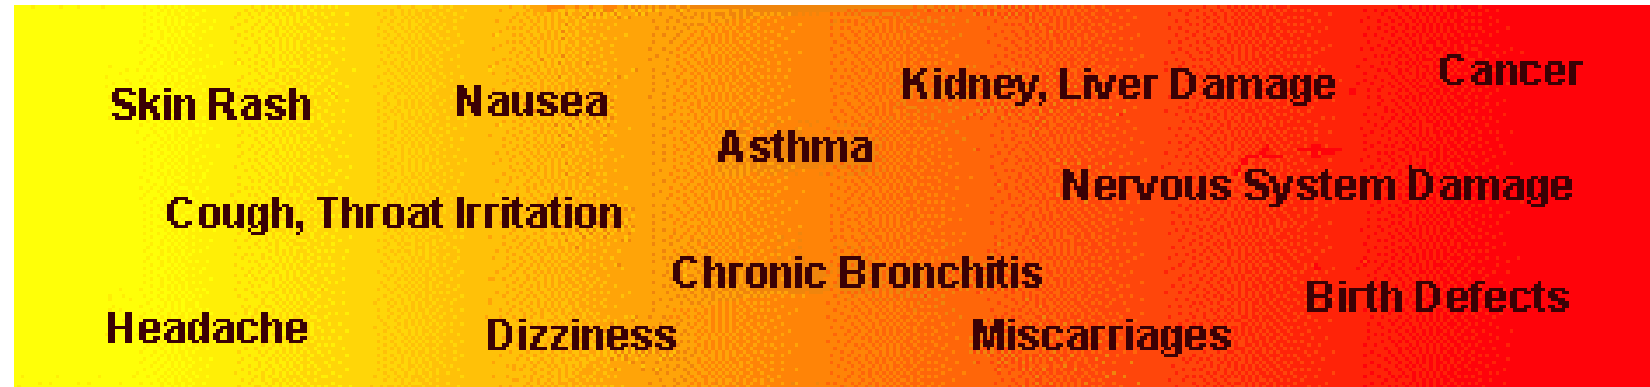 Skin Rash
Nausea
Kidney, Liver Damage
Cancer
Asthma
Nervous System Damage
Cough, Throat Irritation
Chronic Bronchitis
Birth Defects
Headache
Dizziness
Miscarriages